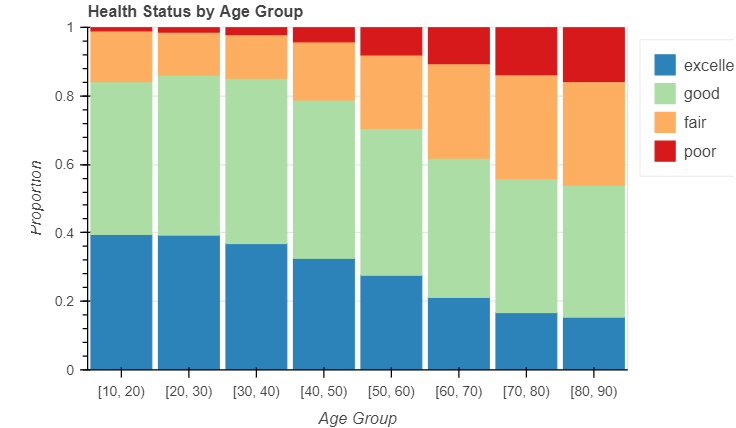 Health Status by Age Group
1
0.8
0.6
0.4
0.2
0
Proportion
[10, 20) [20, 30) [30, 40) [40, 50) [50, 60) [60, 70) [70, 80) [80, 90)
Age Group
excelle
good
fair
poor